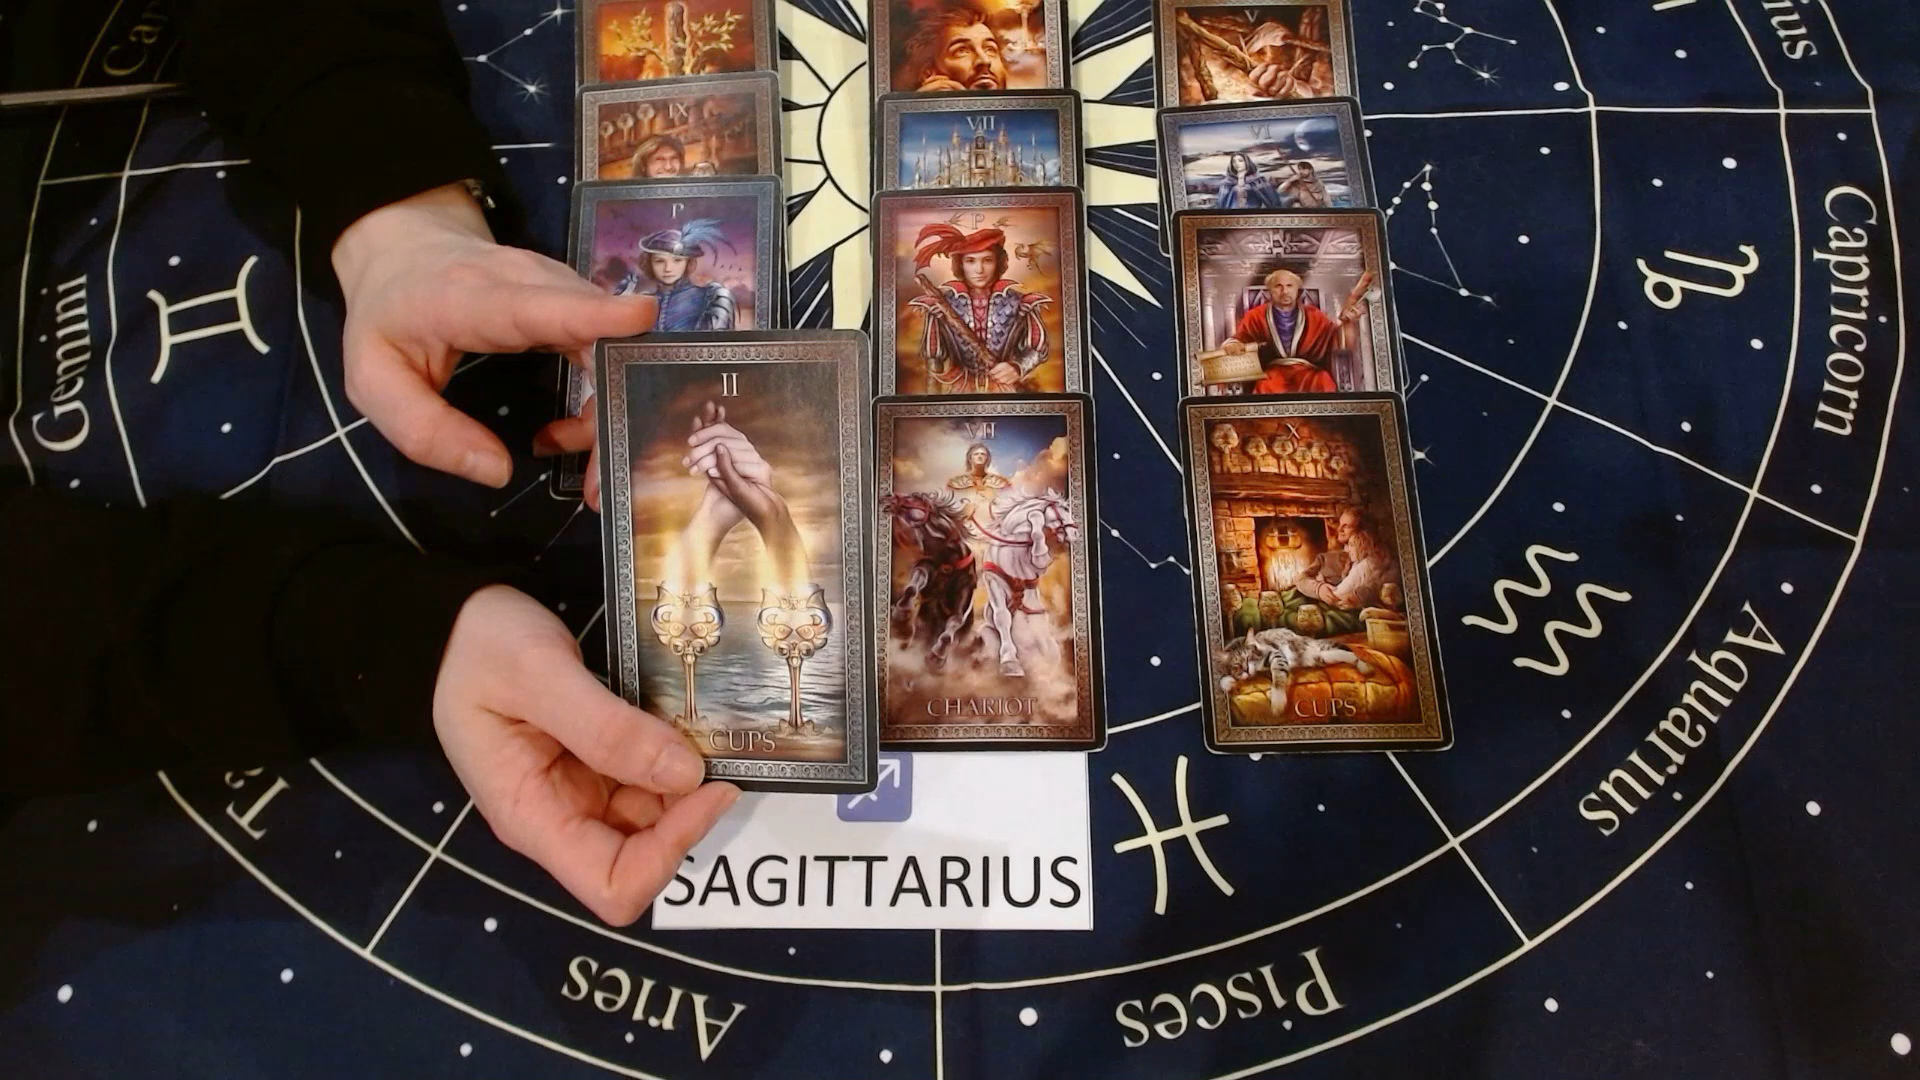 V
IX
VII
VI
P
P
II
VII
X
CHARIOT
CUPS
CUPS
SAGITTARIUS
Gemini
Capricorn
Aquarius
Pisces
Aries